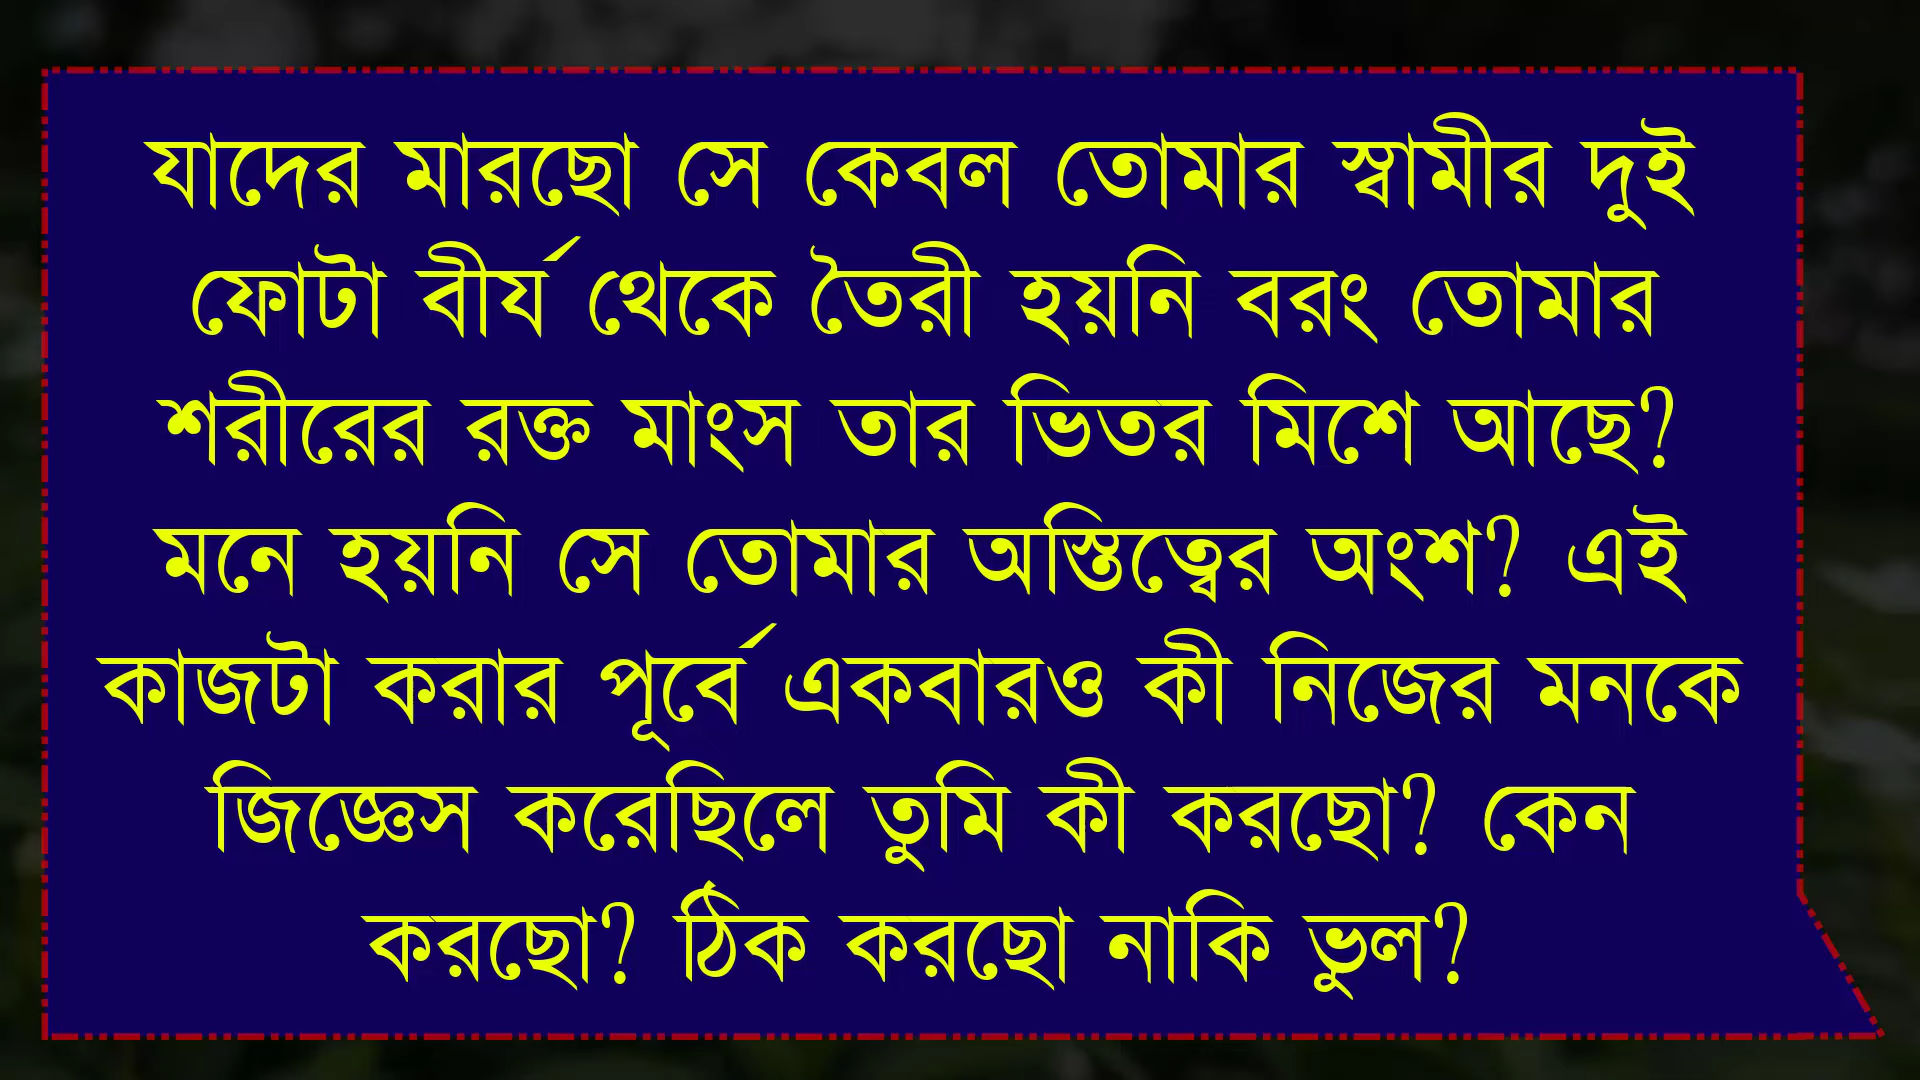 যাদের মারছো সে কেবল তোমার স্বামীর দুই
ফোটা বীর্য থেকে তৈরী হয়নি বরং তোমার
শরীরের রক্ত মাংস তার ভিতর মিশে আছে?
মনে হয়নি সে তোমার অস্তিত্বের অংশ? এই
কাজটা করার পূর্বে একবারও কী নিজের মনকে
জিজ্ঞেস করেছিলে তুমি কী করছো? কেন
করছো? ঠিক করছো নাকি ভুল?